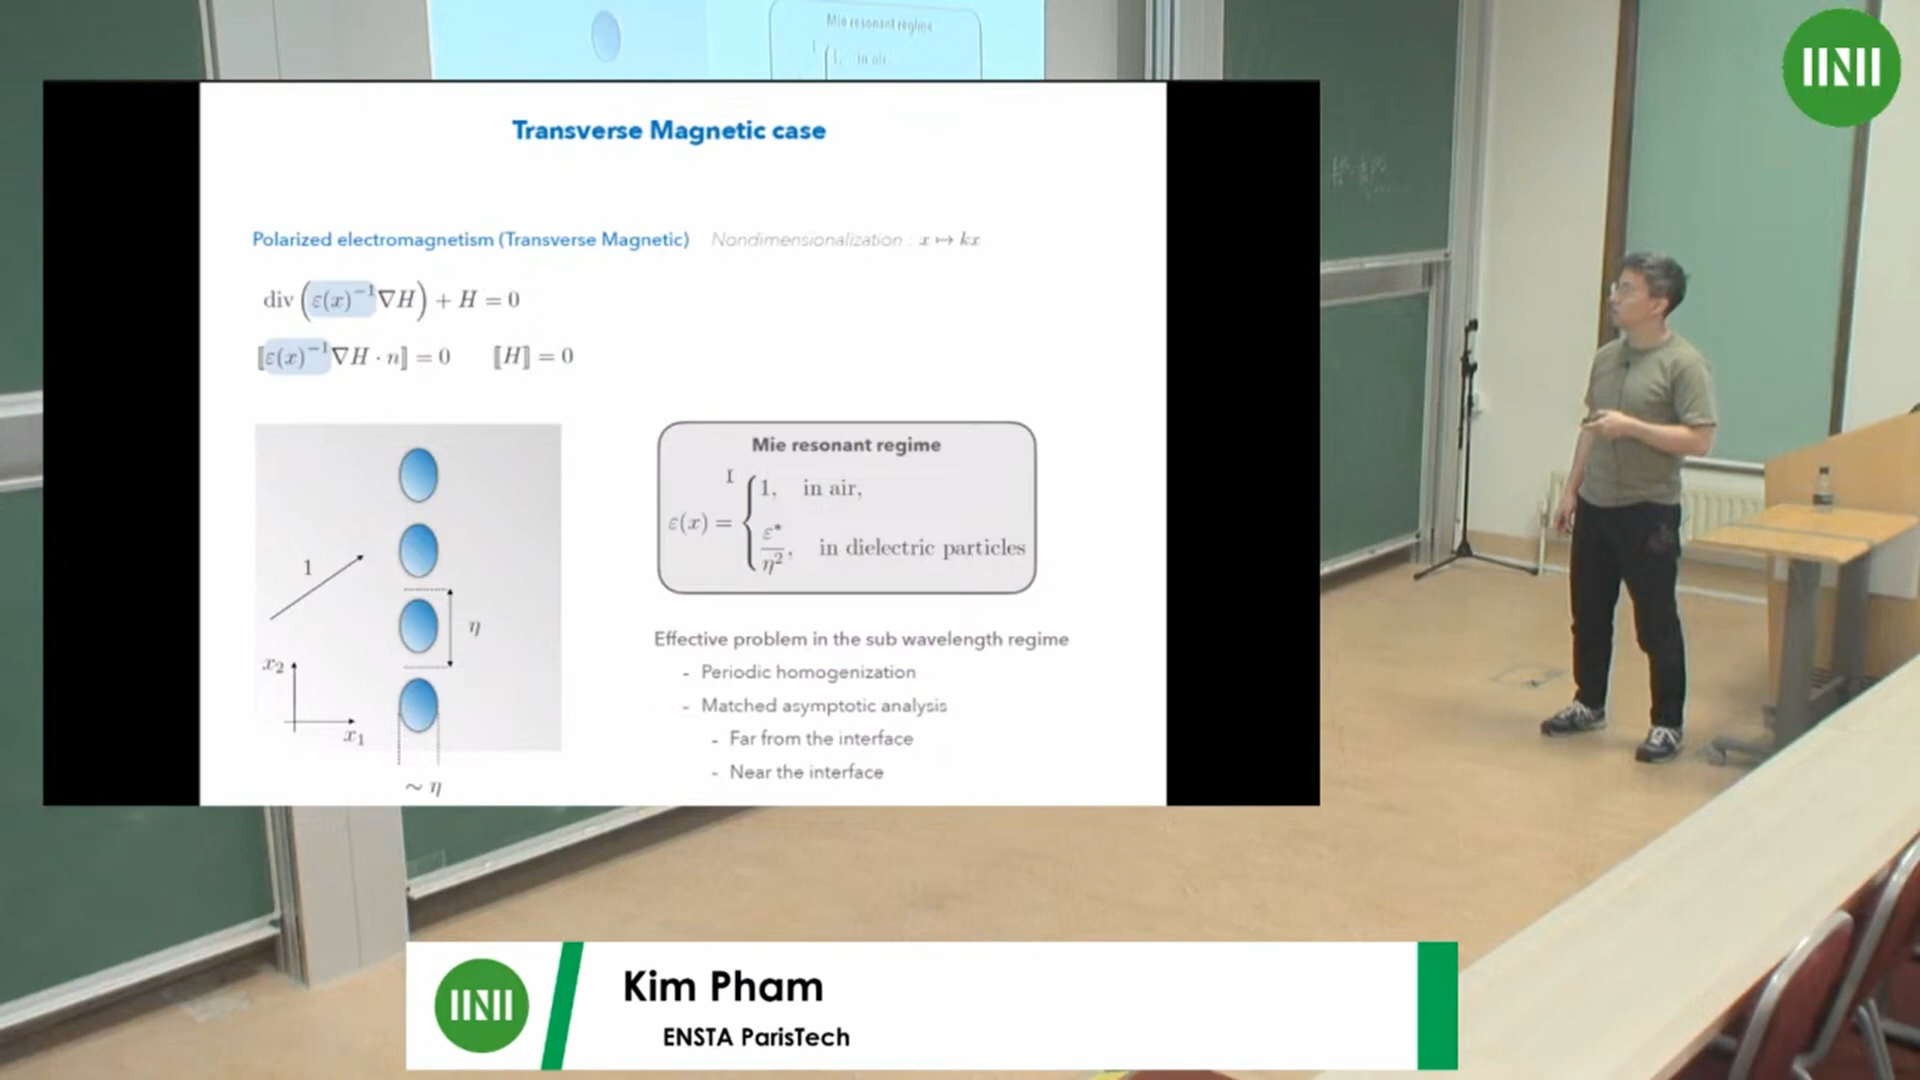 Mie resonant regime
1, in air
Transverse Magnetic case
Polarized electromagnetism (Transverse Magnetic) Nondimensionalization : x ↦ kx
div (ε(x)⁻¹∇H) + H = 0
⟦ε(x)⁻¹∇H · n⟧ = 0 ⟦H⟧ = 0
Mie resonant regime
ε(x) = { 1, in air,
ε*/η², in dielectric particles
1
η
x₂
x₁
~ η
Effective problem in the sub wavelength regime
- Periodic homogenization
- Matched asymptotic analysis
- Far from the interface
- Near the interface
Kim Pham
ENSTA ParisTech